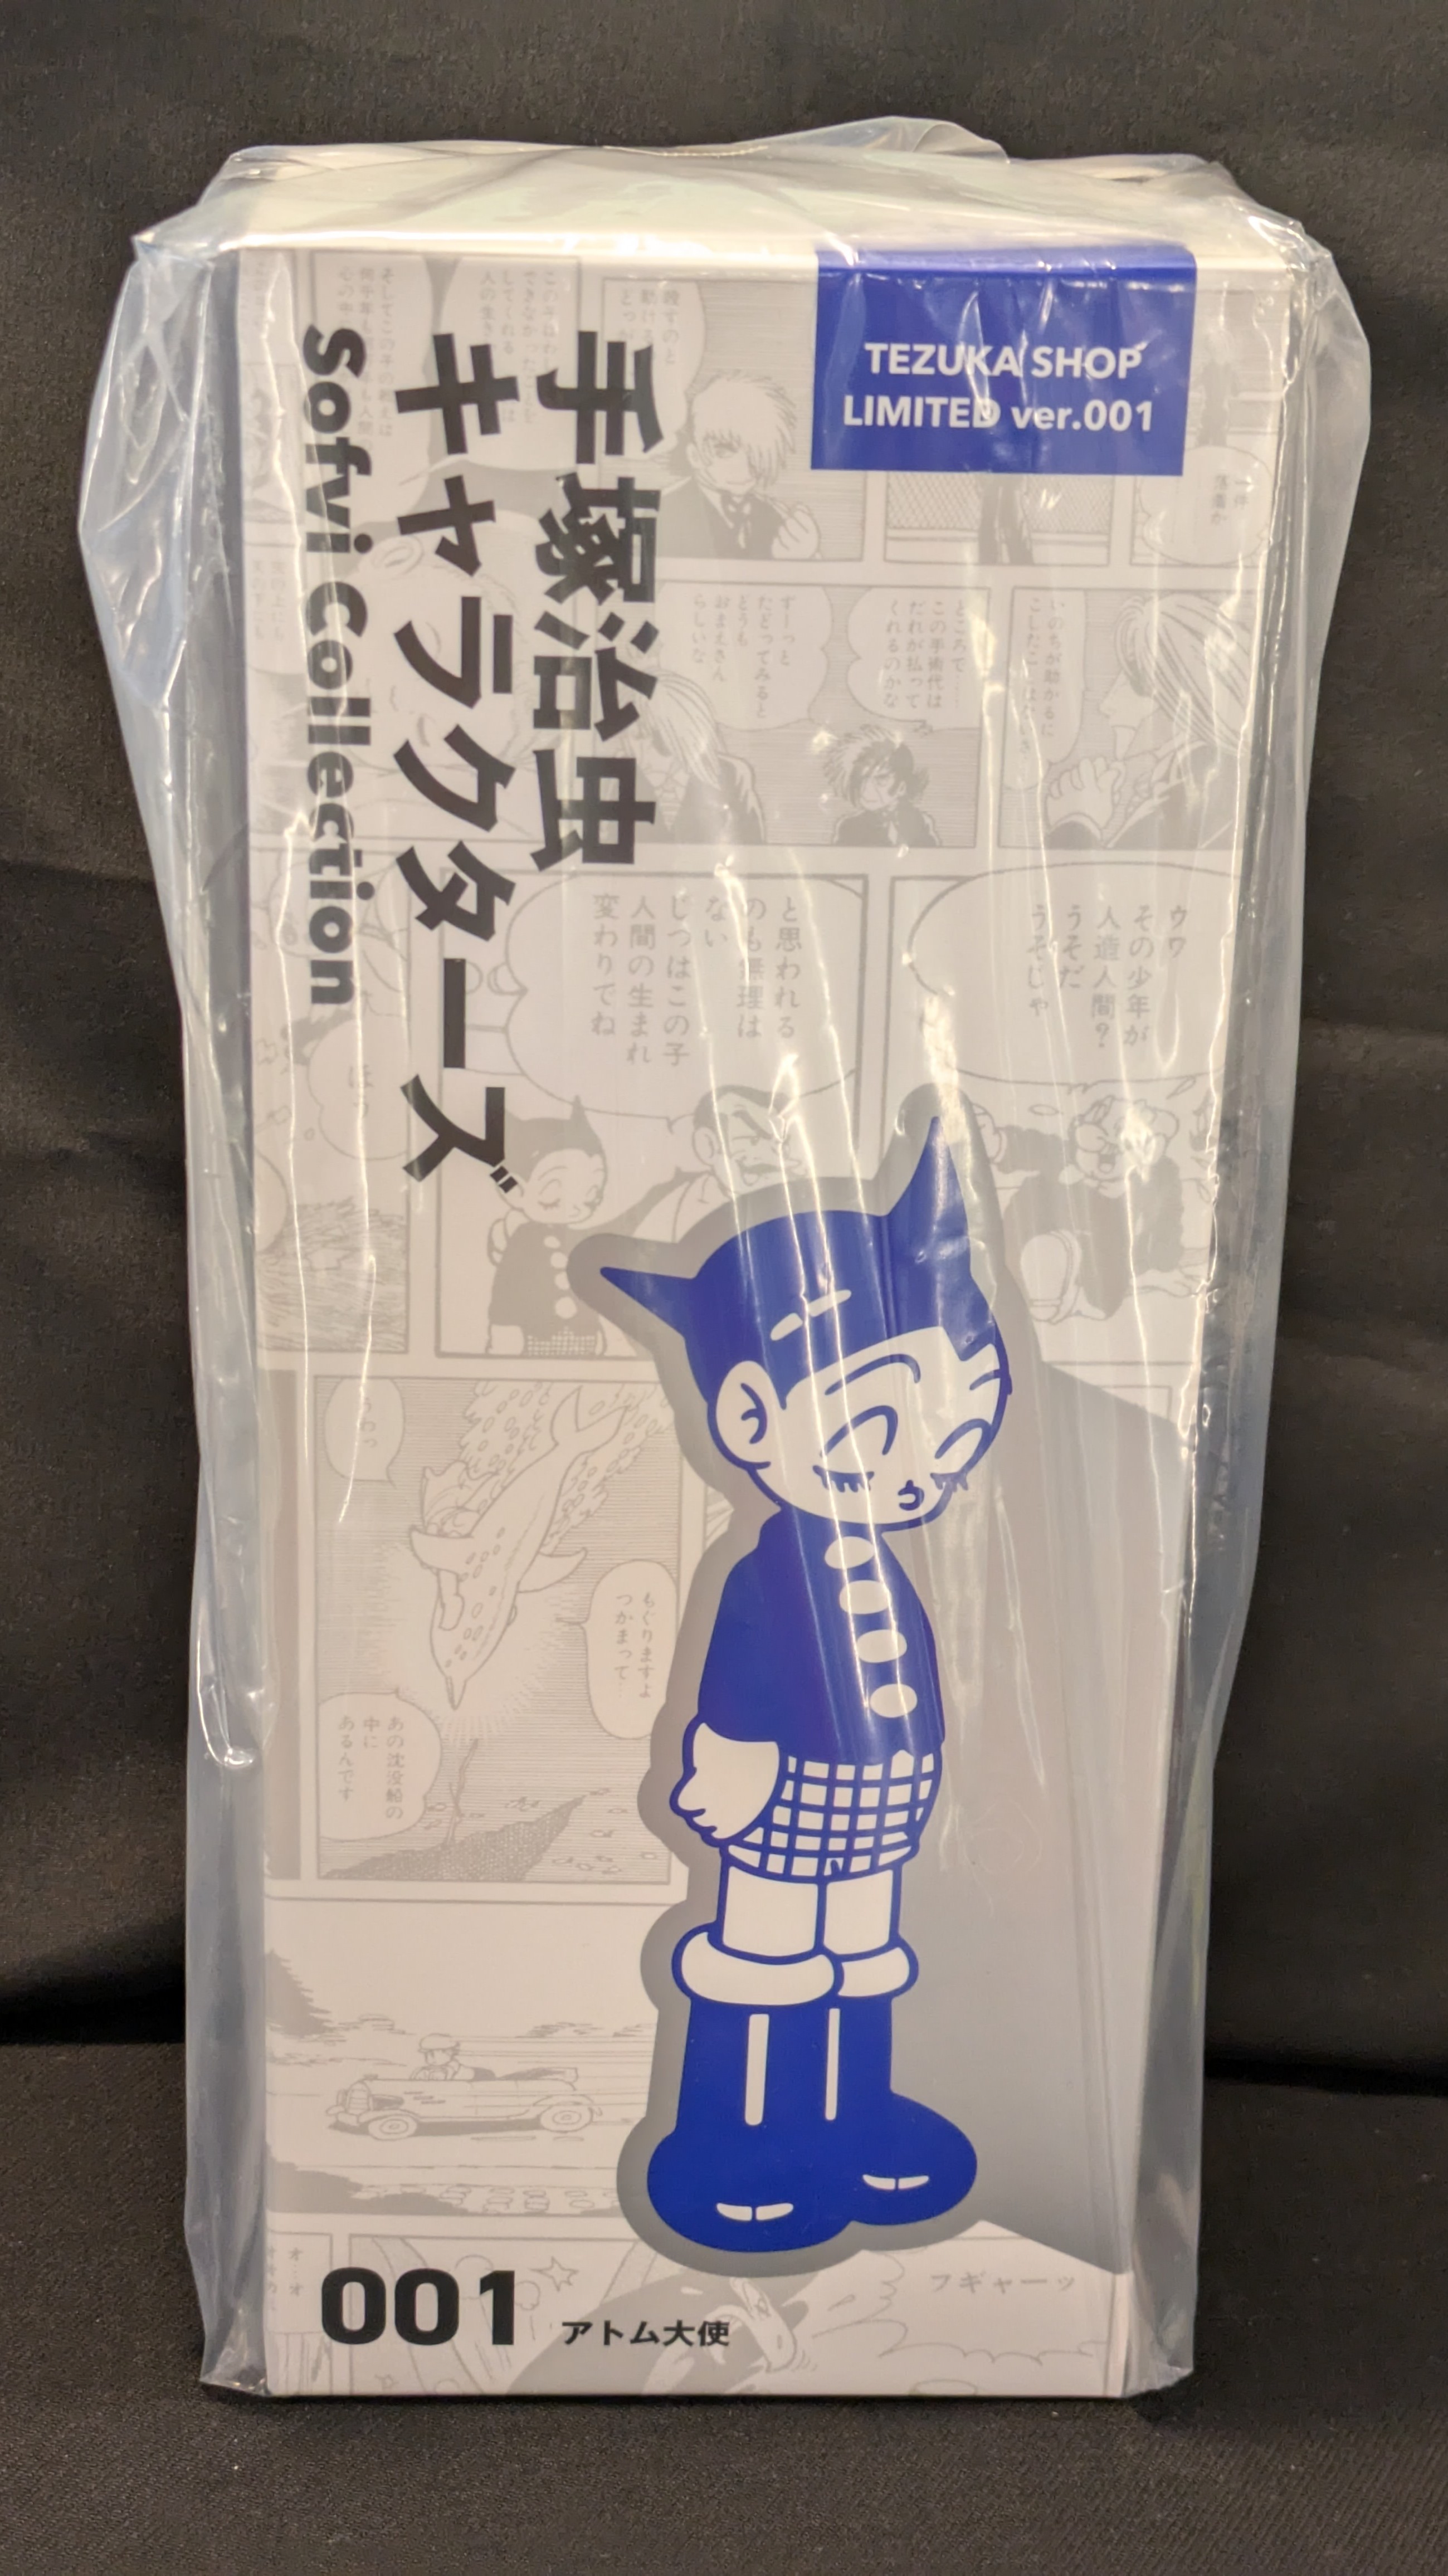 TEZUKA SHOP
LIMITED ver.001
手塚治虫
キャラクターズ
Sofvi Collection
ところで……
この手術代は
だれが払って
くれるのかな
ずーっと
たどってみると
どうも
おまえさん
らしいな
ウワ
その少年が
人造人間?
うそだ
うそじゃ
と思われる
のも無理は
ない
じつはこの子
人間の生まれ
変わりでね
うわっ
もぐりますよ
つかまって…
あの沈没船の
中に
あるんです
フギャーッ
001 アトム大使